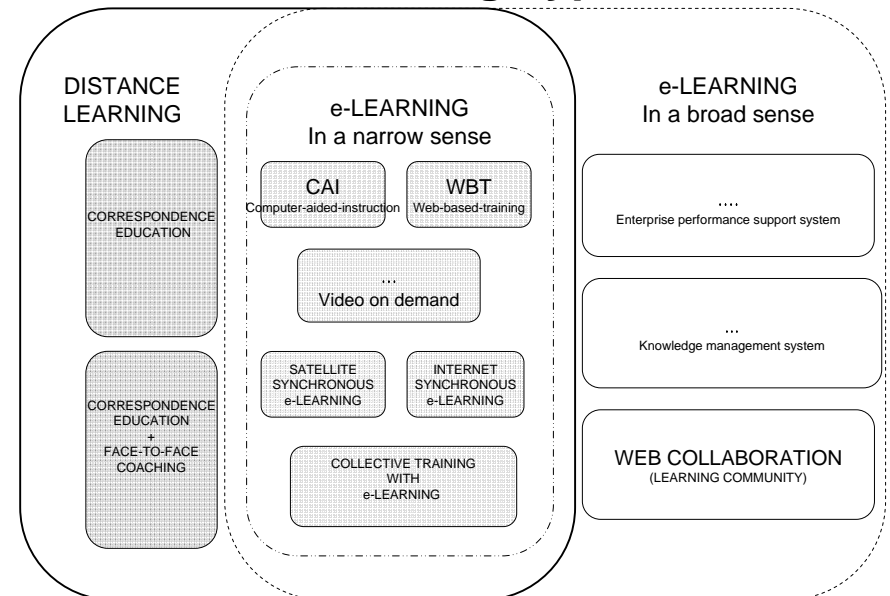 DISTANCE
LEARNING
CORRESPONDENCE
EDUCATION
CORRESPONDENCE
EDUCATION
+
FACE-TO-FACE
COACHING
e-LEARNING
In a narrow sense
CAI
Computer-aided-instruction
WBT
Web-based-training
...
Video on demand
SATELLITE
SYNCHRONOUS
e-LEARNING
INTERNET
SYNCHRONOUS
e-LEARNING
COLLECTIVE TRAINING
WITH
e-LEARNING
e-LEARNING
In a broad sense
....
Enterprise performance support system
...
Knowledge management system
WEB COLLABORATION
(LEARNING COMMUNITY)